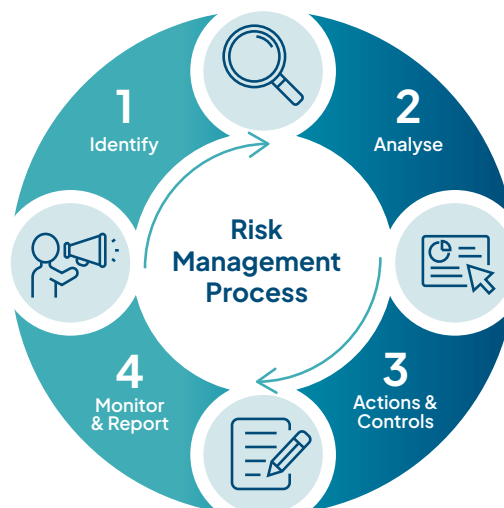 1
Identify
2
Analyse
Risk
Management
Process
3
Actions &
Controls
4
Monitor
& Report